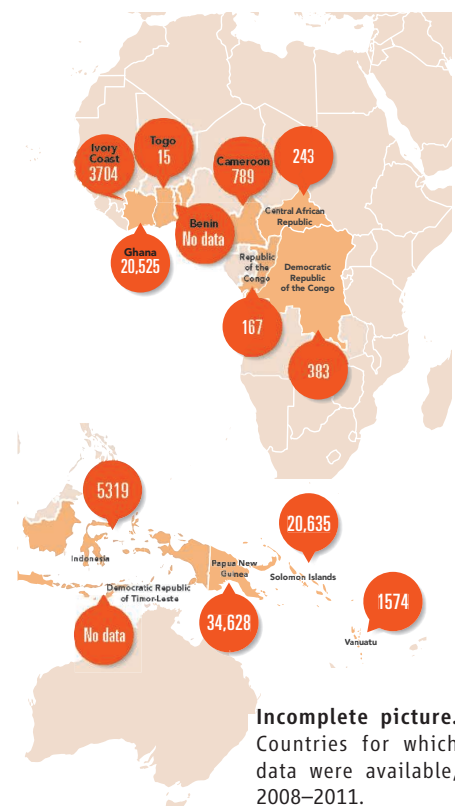 Togo
15
Ivory
Coast
3704
Cameroon
789
243
Central African
Republic
Benin
No data
Ghana
20,525
Republic
of the
Congo
Democratic
Republic
of the Congo
167
383
5319
20,635
Indonesia
Papua New
Guinea
Solomon Islands
Democratic Republic
of Timor-Leste
1574
No data
34,628
Vanuatu
Incomplete picture.
Countries for which
data were available,
2008–2011.